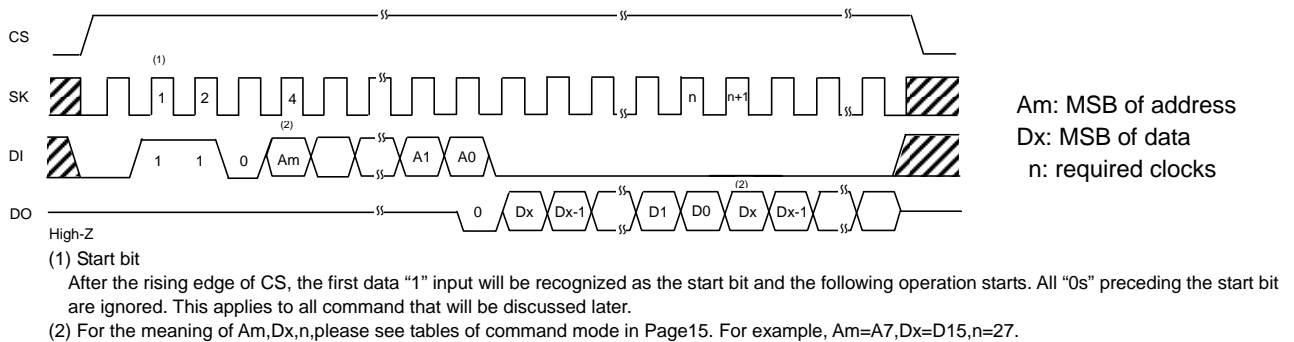 CS
(1)
SK 1 2 4 n n+1
(2)
DI 1 1 0 Am A1 A0
(2)
DO 0 Dx Dx-1 D1 D0 Dx Dx-1
High-Z
Am: MSB of address
Dx: MSB of data
n: required clocks
(1) Start bit
After the rising edge of CS, the first data “1” input will be recognized as the start bit and the following operation starts. All “0s” preceding the start bit
are ignored. This applies to all command that will be discussed later.
(2) For the meaning of Am,Dx,n,please see tables of command mode in Page15. For example, Am=A7,Dx=D15,n=27.